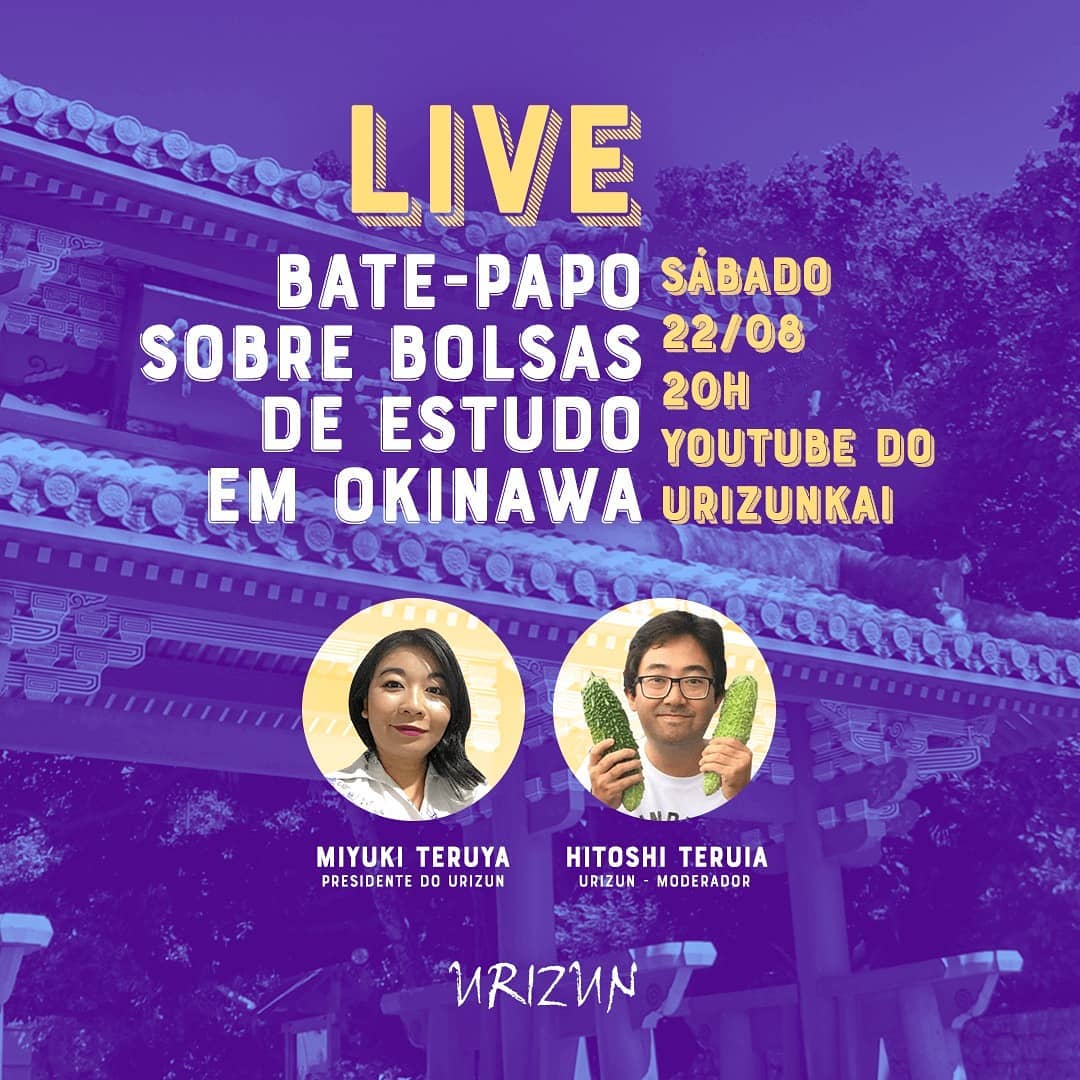 LIVE
BATE-PAPO
SOBRE BOLSAS
DE ESTUDO
EM OKINAWA
SÁBADO
22/08
20H
YOUTUBE DO
URIZUNKAI
MIYUKI TERUYA
PRESIDENTE DO URIZUN
HITOSHI TERUIA
URIZUN - MODERADOR
URIZUN